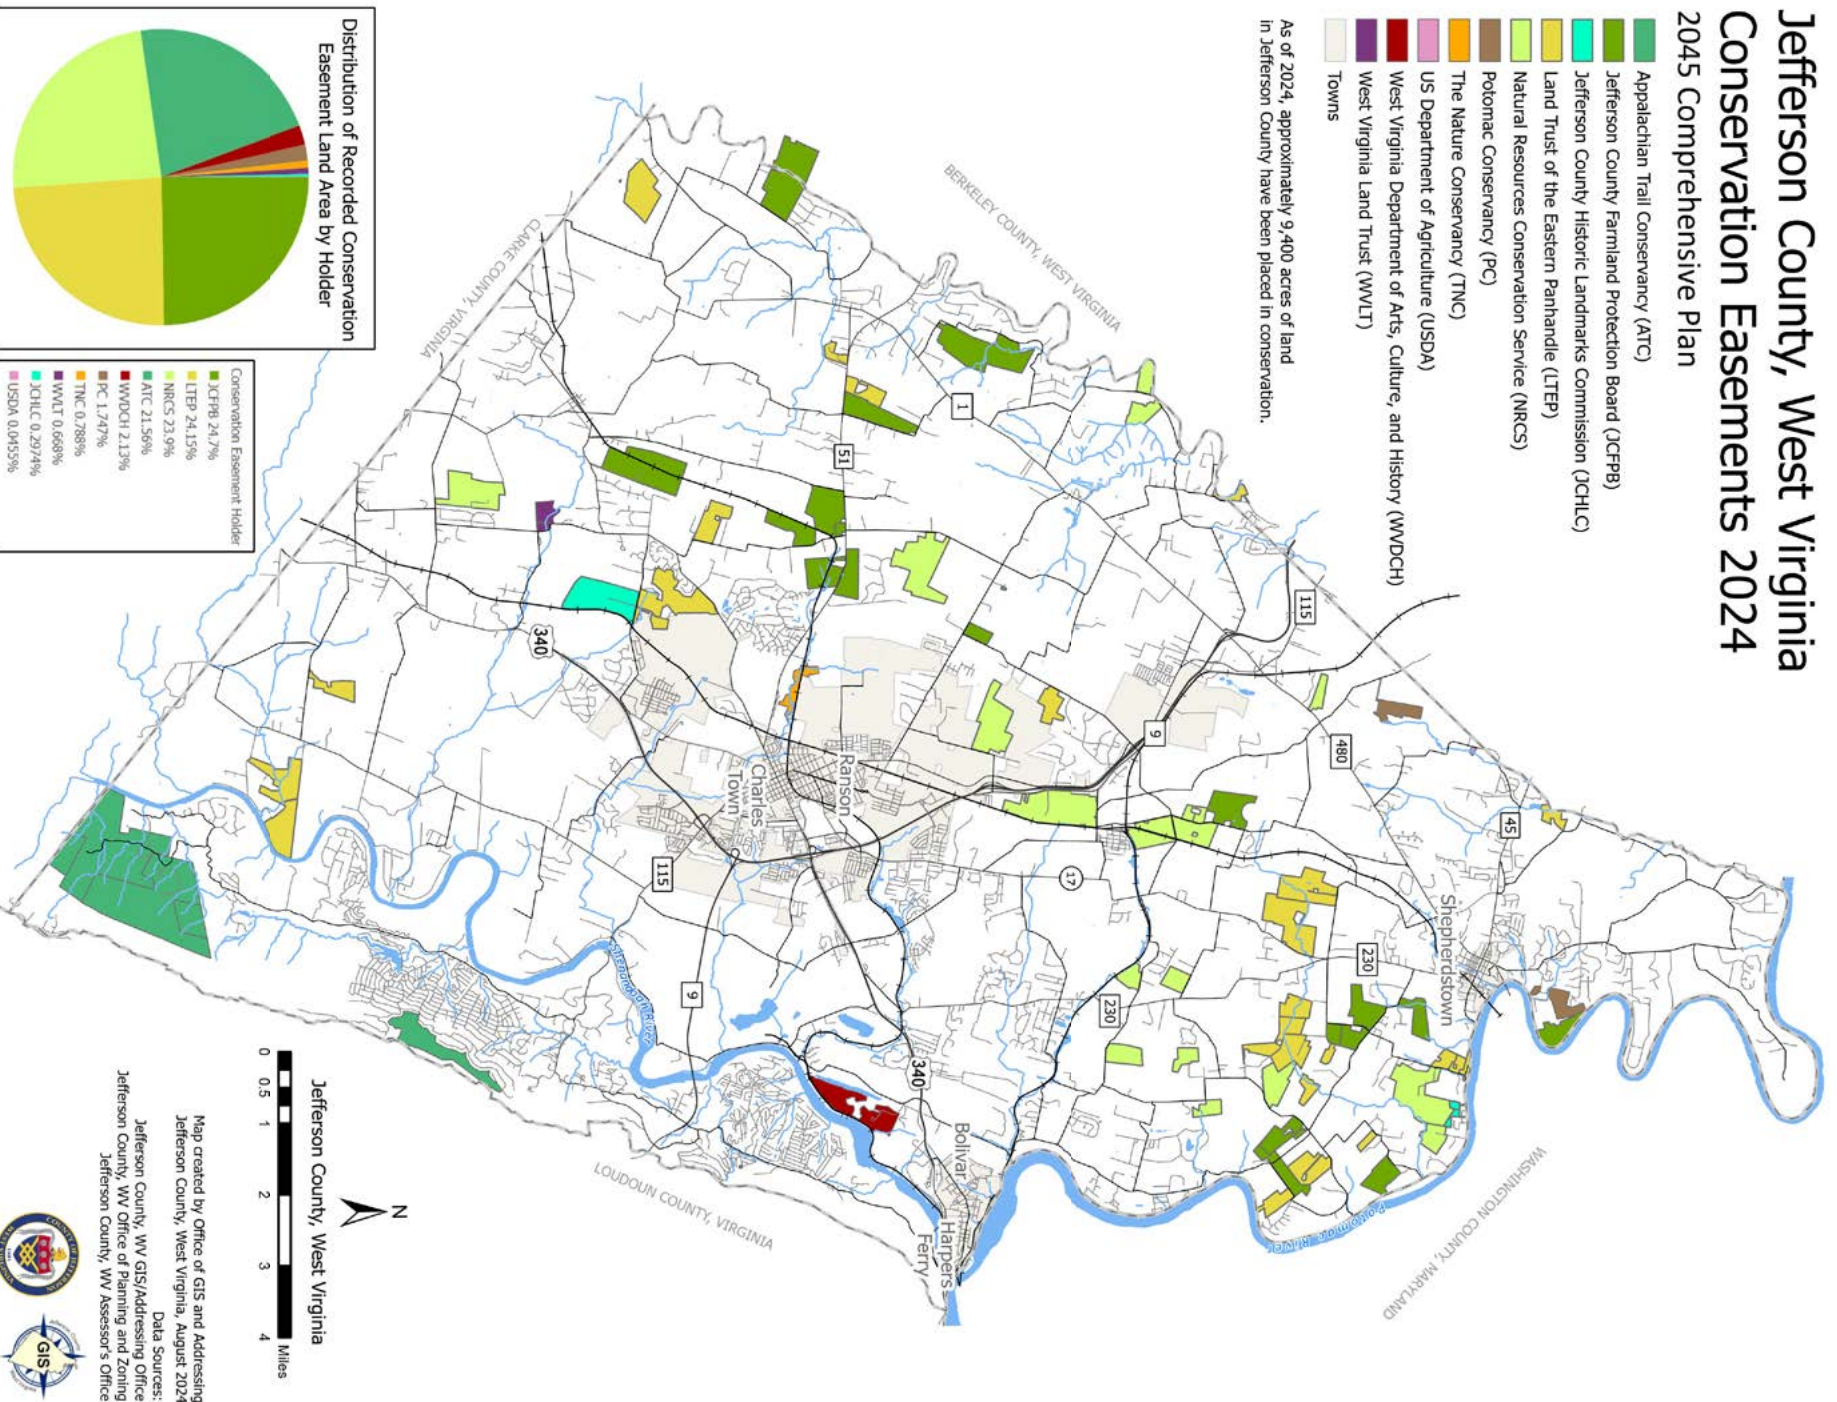 Jefferson County, West Virginia
Conservation Easements 2024
2045 Comprehensive Plan
Appalachian Trail Conservancy (ATC)
Jefferson County Farmland Protection Board (JCFPB)
Jefferson County Historic Landmarks Commission (JCHLC)
Land Trust of the Eastern Panhandle (LTEP)
Natural Resources Conservation Service (NRCS)
Potomac Conservancy (PC)
The Nature Conservancy (TNC)
US Department of Agriculture (USDA)
West Virginia Department of Arts, Culture, and History (WVDCH)
West Virginia Land Trust (WVLT)
Towns
As of 2024, approximately 9,400 acres of land
in Jefferson County have been placed in conservation.
BERKELEY COUNTY, WEST VIRGINIA
WASHINGTON COUNTY, MARYLAND
CLARKE COUNTY, VIRGINIA
LOUDOUN COUNTY, VIRGINIA
45
480
115
9
230
Shepherdstown
230
17
1
51
Ranson
Charles
Town
340
115
9
340
Bolivar
Harpers
Ferry
Potomac River
Shenandoah River
Distribution of Recorded Conservation
Easement Land Area by Holder
Conservation Easement Holder
JCFPB 24.7%
LTEP 24.15%
NRCS 23.9%
ATC 21.56%
WVDCH 2.13%
PC 1.747%
TNC 0.788%
WVLT 0.668%
JCHLC 0.2974%
USDA 0.0455%
N
Jefferson County, West Virginia
0 0.5 1 2 3 4
Miles
Map created by Office of GIS and Addressing
Jefferson County, West Virginia, August 2024
Data Sources:
Jefferson County, WV GIS/Addressing Office
Jefferson County, WV Office of Planning and Zoning
Jefferson County, WV Assessor's Office
COUNTY OF JEFFERSON
GIS